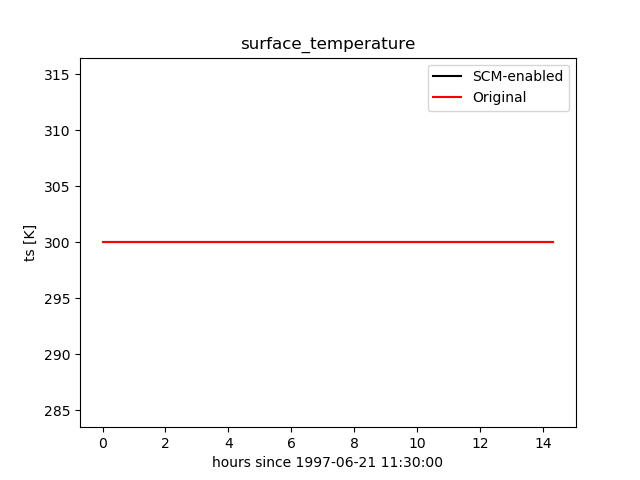 surface_temperature
SCM-enabled
Original
315
310
305
300
295
290
285
ts [K]
0 2 4 6 8 10 12 14
hours since 1997-06-21 11:30:00